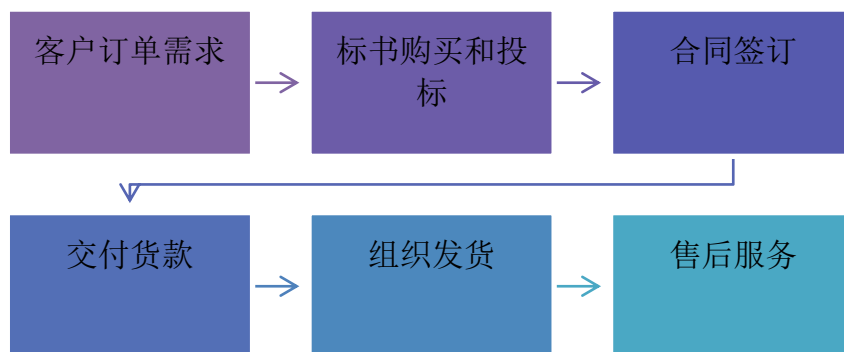 客户订单需求
标书购买和投
标
合同签订
交付货款
组织发货
售后服务